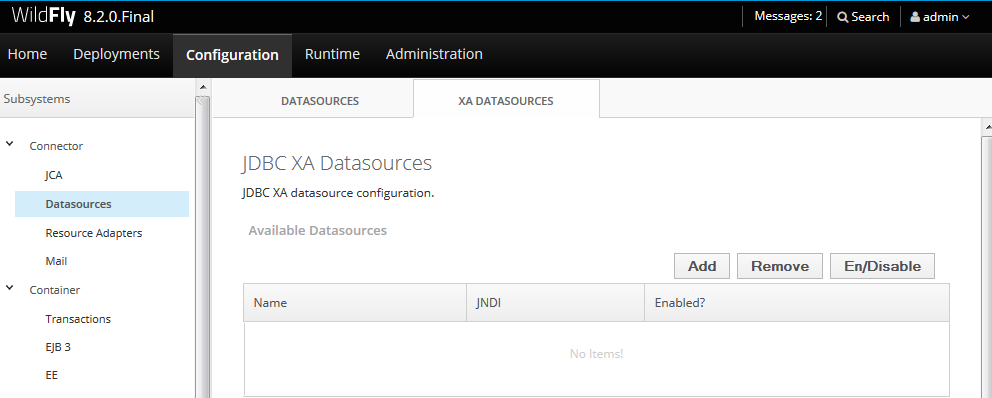 WildFly 8.2.0.Final
Messages: 2 Search admin
Home Deployments Configuration Runtime Administration
Subsystems
Connector
JCA
Datasources
Resource Adapters
Mail
Container
Transactions
EJB 3
EE
DATASOURCES XA DATASOURCES
JDBC XA Datasources
JDBC XA datasource configuration.
Available Datasources
Add Remove En/Disable
Name JNDI Enabled?
No Items!